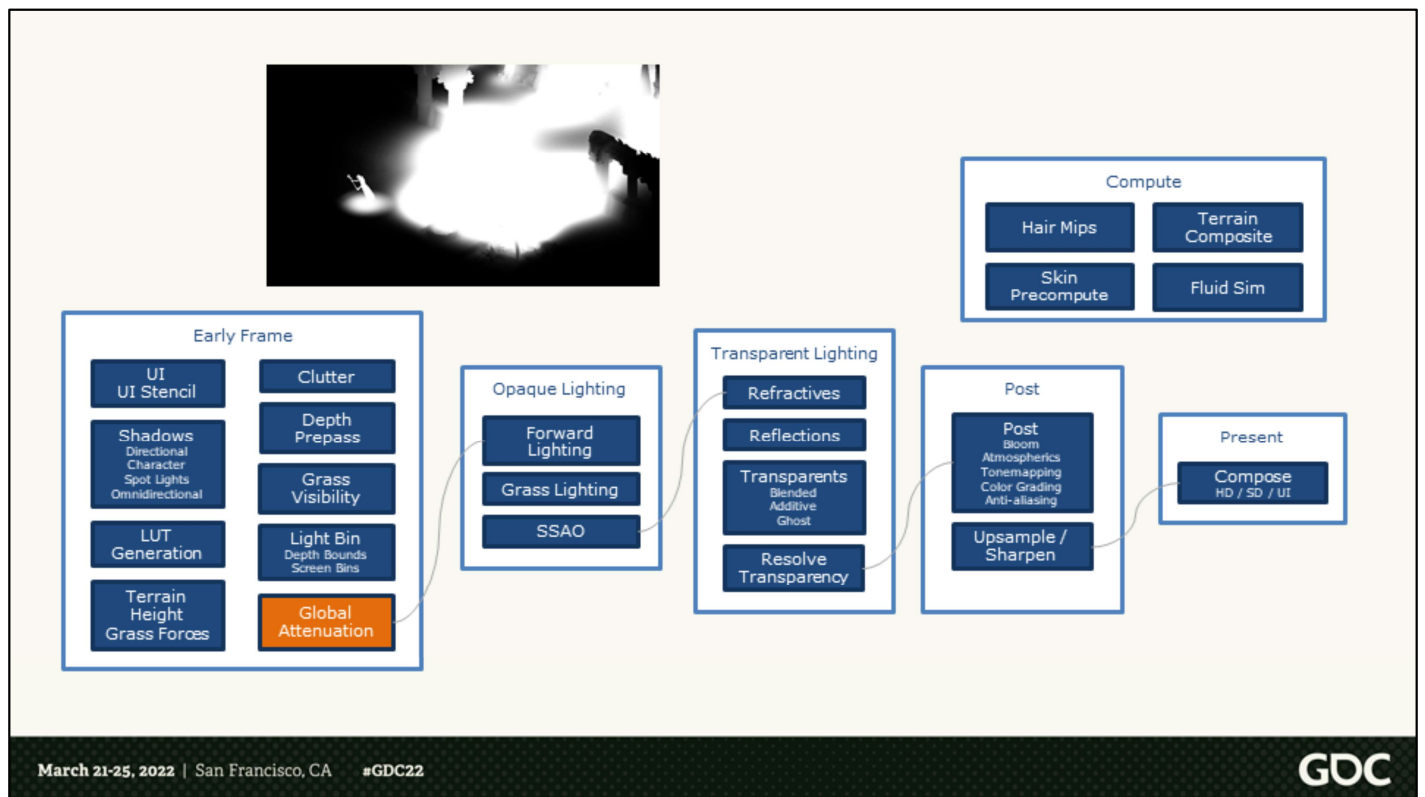 Compute
Hair Mips
Terrain
Composite
Skin
Precompute
Fluid Sim
Early Frame
UI
UI Stencil
Shadows
Directional
Character
Spot Lights
Omnidirectional
LUT
Generation
Terrain
Height
Grass Forces
Clutter
Depth
Prepass
Grass
Visibility
Light Bin
Depth Bounds
Screen Bins
Global
Attenuation
Opaque Lighting
Forward
Lighting
Grass Lighting
SSAO
Transparent Lighting
Refractives
Reflections
Transparents
Blended
Additive
Ghost
Resolve
Transparency
Post
Post
Bloom
Atmospherics
Tonemapping
Color Grading
Anti-aliasing
Upsample /
Sharpen
Present
Compose
HD / SD / UI
March 21-25, 2022 | San Francisco, CA #GDC22
GDC